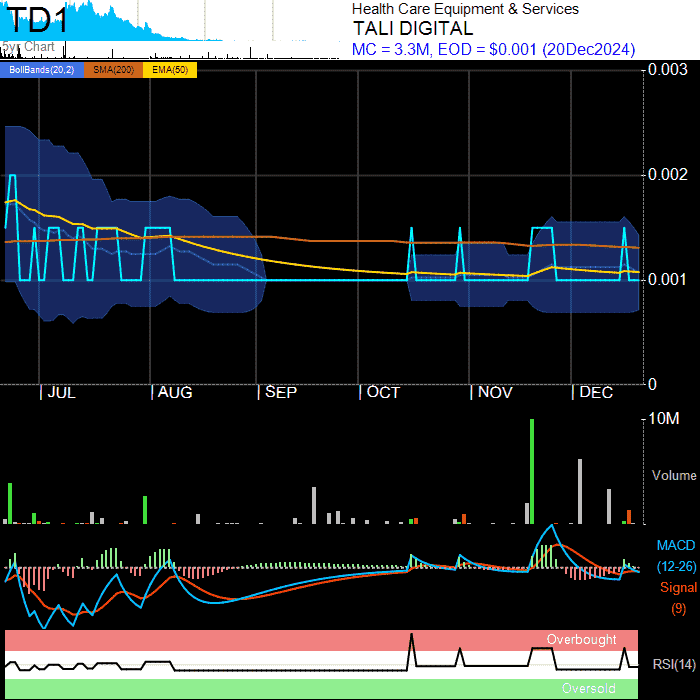 TD1
5yr Chart
Health Care Equipment & Services
TALI DIGITAL
MC = 3.3M, EOD = $0.001 (20Dec2024)
BollBands(20,2) SMA(200) EMA(50)
0.003
0.002
0.001
0
JUL AUG SEP OCT NOV DEC
10M
Volume
MACD
(12-26)
Signal
(9)
Overbought
RSI(14)
Oversold